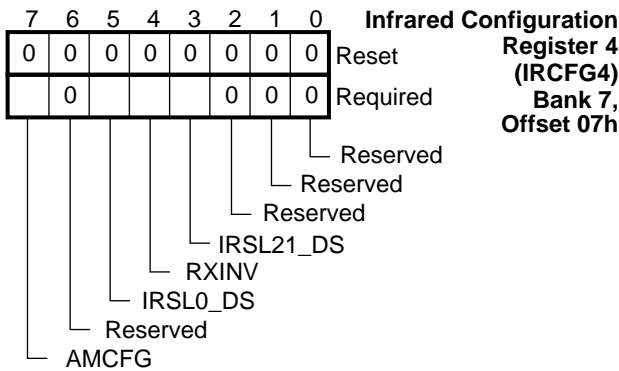 7 6 5 4 3 2 1 0
Infrared Configuration
Register 4
(IRCFG4)
Bank 7,
Offset 07h
0 0 0 0 0 0 0 0 Reset
0 0 0 0 Required
Reserved
Reserved
Reserved
IRSL21_DS
RXINV
IRSL0_DS
Reserved
AMCFG